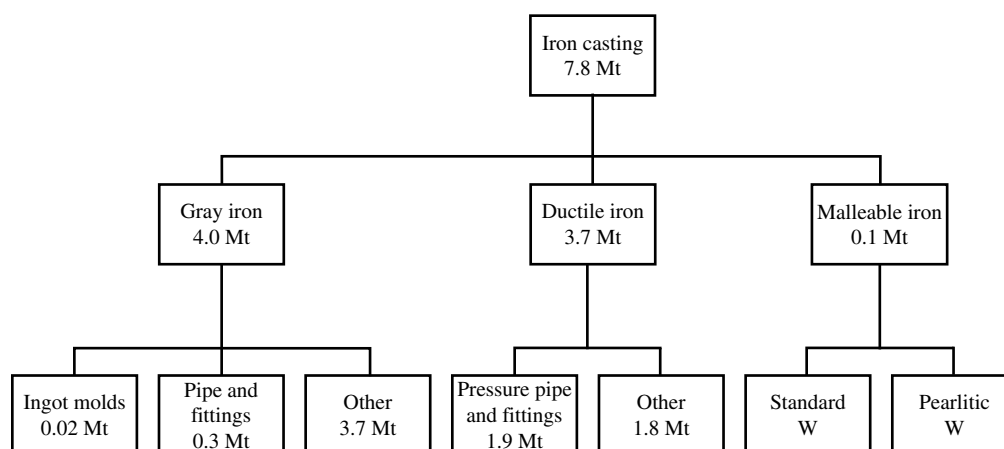 Iron casting
7.8 Mt
Gray iron
4.0 Mt
Ductile iron
3.7 Mt
Malleable iron
0.1 Mt
Ingot molds
0.02 Mt
Pipe and
fittings
0.3 Mt
Other
3.7 Mt
Pressure pipe
and fittings
1.9 Mt
Other
1.8 Mt
Standard
W
Pearlitic
W